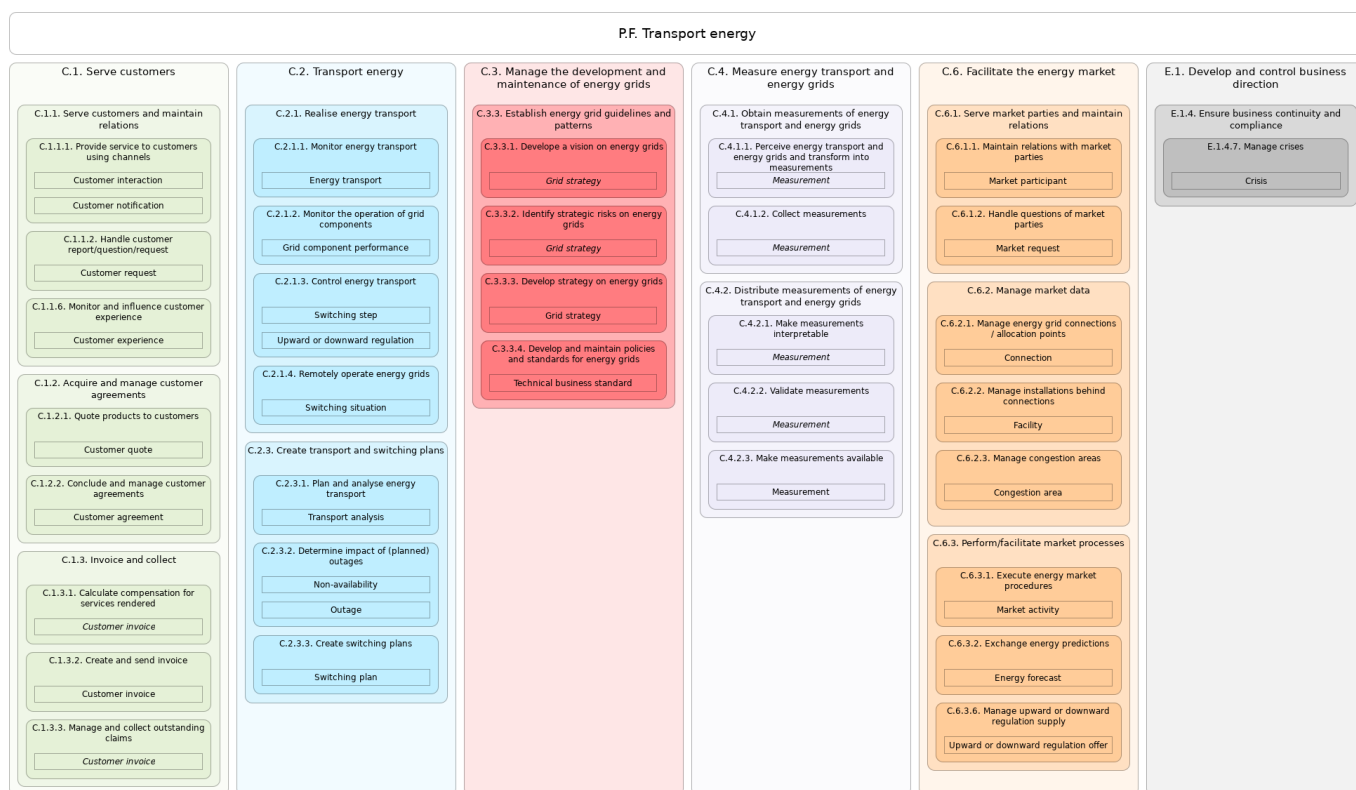 P.F. Transport energy
C.1. Serve customers
C.1.1. Serve customers and maintain
relations
C.1.1.1. Provide service to customers
using channels
Customer interaction
Customer notification
C.1.1.2. Handle customer
report/question/request
Customer request
C.1.1.6. Monitor and influence customer
experience
Customer experience
C.1.2. Acquire and manage customer
agreements
C.1.2.1. Quote products to customers
Customer quote
C.1.2.2. Conclude and manage customer
agreements
Customer agreement
C.1.3. Invoice and collect
C.1.3.1. Calculate compensation for
services rendered
Customer invoice
C.1.3.2. Create and send invoice
Customer invoice
C.1.3.3. Manage and collect outstanding
claims
Customer invoice
C.2. Transport energy
C.2.1. Realise energy transport
C.2.1.1. Monitor energy transport
Energy transport
C.2.1.2. Monitor the operation of grid
components
Grid component performance
C.2.1.3. Control energy transport
Switching step
Upward or downward regulation
C.2.1.4. Remotely operate energy grids
Switching situation
C.2.3. Create transport and switching plans
C.2.3.1. Plan and analyse energy
transport
Transport analysis
C.2.3.2. Determine impact of (planned)
outages
Non-availability
Outage
C.2.3.3. Create switching plans
Switching plan
C.3. Manage the development and
maintenance of energy grids
C.3.3. Establish energy grid guidelines and
patterns
C.3.3.1. Develope a vision on energy grids
Grid strategy
C.3.3.2. Identify strategic risks on energy
grids
Grid strategy
C.3.3.3. Develop strategy on energy grids
Grid strategy
C.3.3.4. Develop and maintain policies
and standards for energy grids
Technical business standard
C.4. Measure energy transport and
energy grids
C.4.1. Obtain measurements of energy
transport and energy grids
C.4.1.1. Perceive energy transport and
energy grids and transform into
measurements
Measurement
C.4.1.2. Collect measurements
Measurement
C.4.2. Distribute measurements of energy
transport and energy grids
C.4.2.1. Make measurements
interpretable
Measurement
C.4.2.2. Validate measurements
Measurement
C.4.2.3. Make measurements available
Measurement
C.6. Facilitate the energy market
C.6.1. Serve market parties and maintain
relations
C.6.1.1. Maintain relations with market
parties
Market participant
C.6.1.2. Handle questions of market
parties
Market request
C.6.2. Manage market data
C.6.2.1. Manage energy grid connections
/ allocation points
Connection
C.6.2.2. Manage installations behind
connections
Facility
C.6.2.3. Manage congestion areas
Congestion area
C.6.3. Perform/facilitate market processes
C.6.3.1. Execute energy market
procedures
Market activity
C.6.3.2. Exchange energy predictions
Energy forecast
C.6.3.6. Manage upward or downward
regulation supply
Upward or downward regulation offer
E.1. Develop and control business
direction
E.1.4. Ensure business continuity and
compliance
E.1.4.7. Manage crises
Crisis